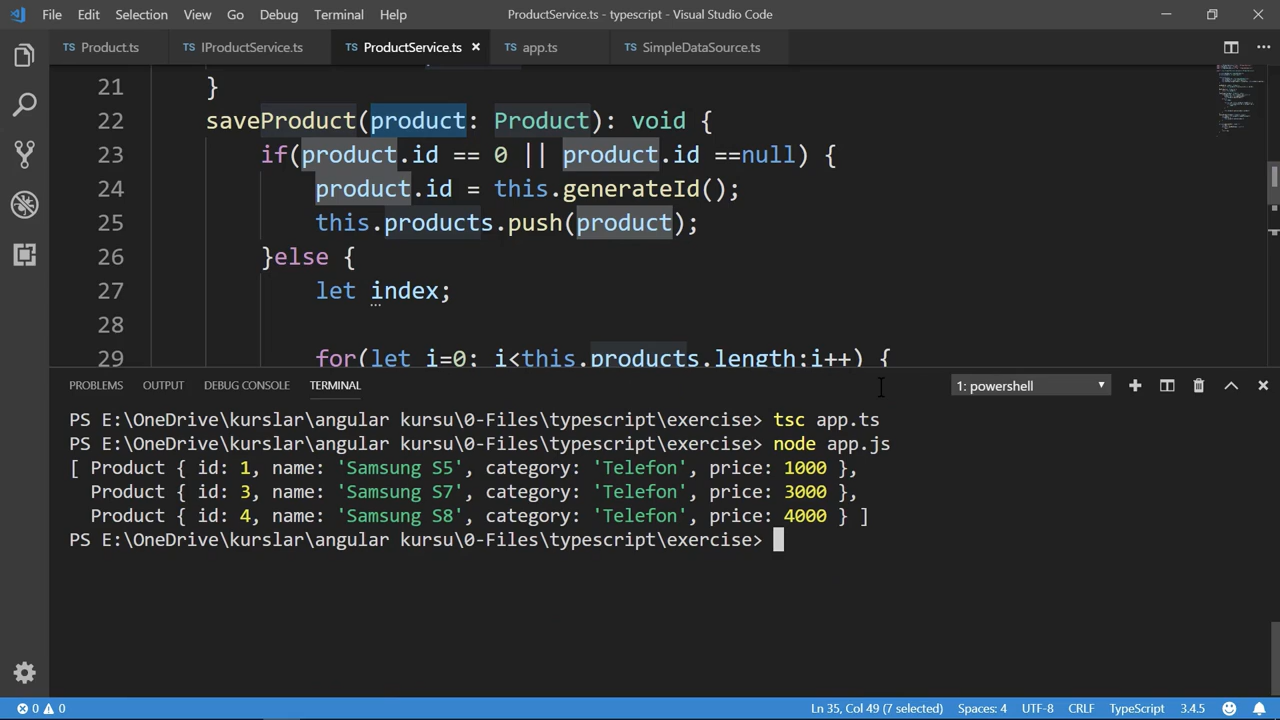 File Edit Selection View Go Debug Terminal Help ProductService.ts - typescript - Visual Studio Code
TS Product.ts TS IProductService.ts TS ProductService.ts × TS app.ts TS SimpleDataSource.ts
21 }
22 saveProduct(product: Product): void {
23 if(product.id == 0 || product.id ==null) {
24 product.id = this.generateId();
25 this.products.push(product);
26 }else {
27 let index;
28
29 for(let i=0; i<this.products.length;i++) {
PROBLEMS OUTPUT DEBUG CONSOLE TERMINAL 1: powershell
PS E:\OneDrive\kurslar\angular kursu\0-Files\typescript\exercise> tsc app.ts
PS E:\OneDrive\kurslar\angular kursu\0-Files\typescript\exercise> node app.js
[ Product { id: 1, name: 'Samsung S5', category: 'Telefon', price: 1000 },
Product { id: 3, name: 'Samsung S7', category: 'Telefon', price: 3000 },
Product { id: 4, name: 'Samsung S8', category: 'Telefon', price: 4000 } ]
PS E:\OneDrive\kurslar\angular kursu\0-Files\typescript\exercise>
0 0 Ln 35, Col 49 (7 selected) Spaces: 4 UTF-8 CRLF TypeScript 3.4.5